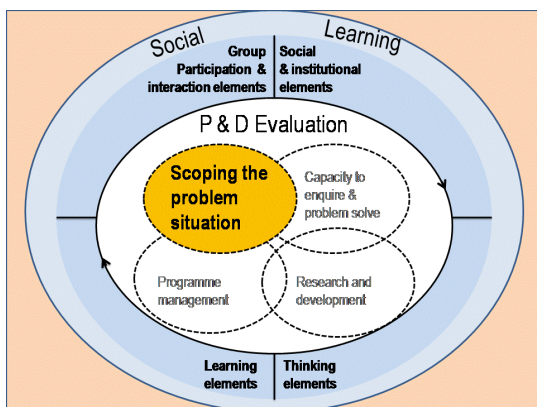 Social Learning
Group
Participation &
interaction elements
Social
& institutional
elements
P & D Evaluation
Scoping the
problem
situation
Capacity to
enquire &
problem solve
Programme
management
Research and
development
Learning
elements
Thinking
elements